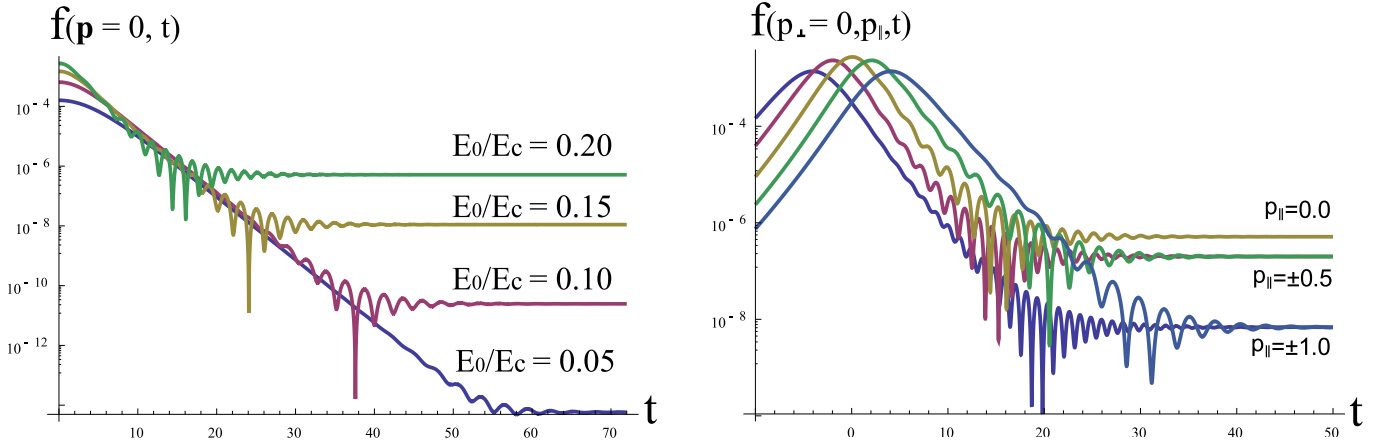 f(p = 0, t)
10⁻⁴
10⁻⁶
10⁻⁸
10⁻¹⁰
10⁻¹²
E₀/Ec = 0.20
E₀/Ec = 0.15
E₀/Ec = 0.10
E₀/Ec = 0.05
10 20 30 40 50 60 70
t
f(p⊥= 0,p∥,t)
10⁻⁴
10⁻⁶
10⁻⁸
p∥=0.0
p∥=±0.5
p∥=±1.0
0 10 20 30 40 50
t